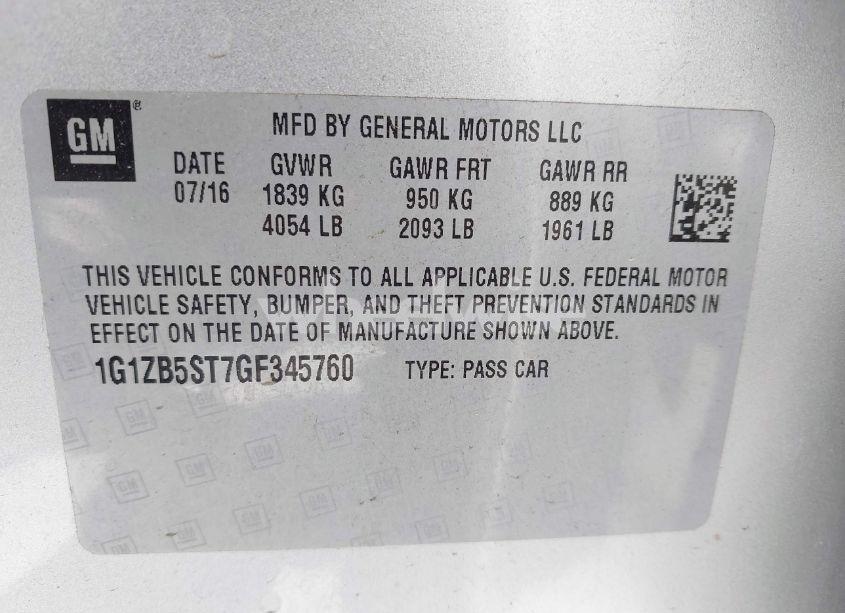 GM
MFD BY GENERAL MOTORS LLC
DATE GVWR GAWR FRT GAWR RR
07/16 1839 KG 950 KG 889 KG
4054 LB 2093 LB 1961 LB
THIS VEHICLE CONFORMS TO ALL APPLICABLE U.S. FEDERAL MOTOR
VEHICLE SAFETY, BUMPER, AND THEFT PREVENTION STANDARDS IN
EFFECT ON THE DATE OF MANUFACTURE SHOWN ABOVE.
1G1ZB5ST7GF345760 TYPE: PASS CAR